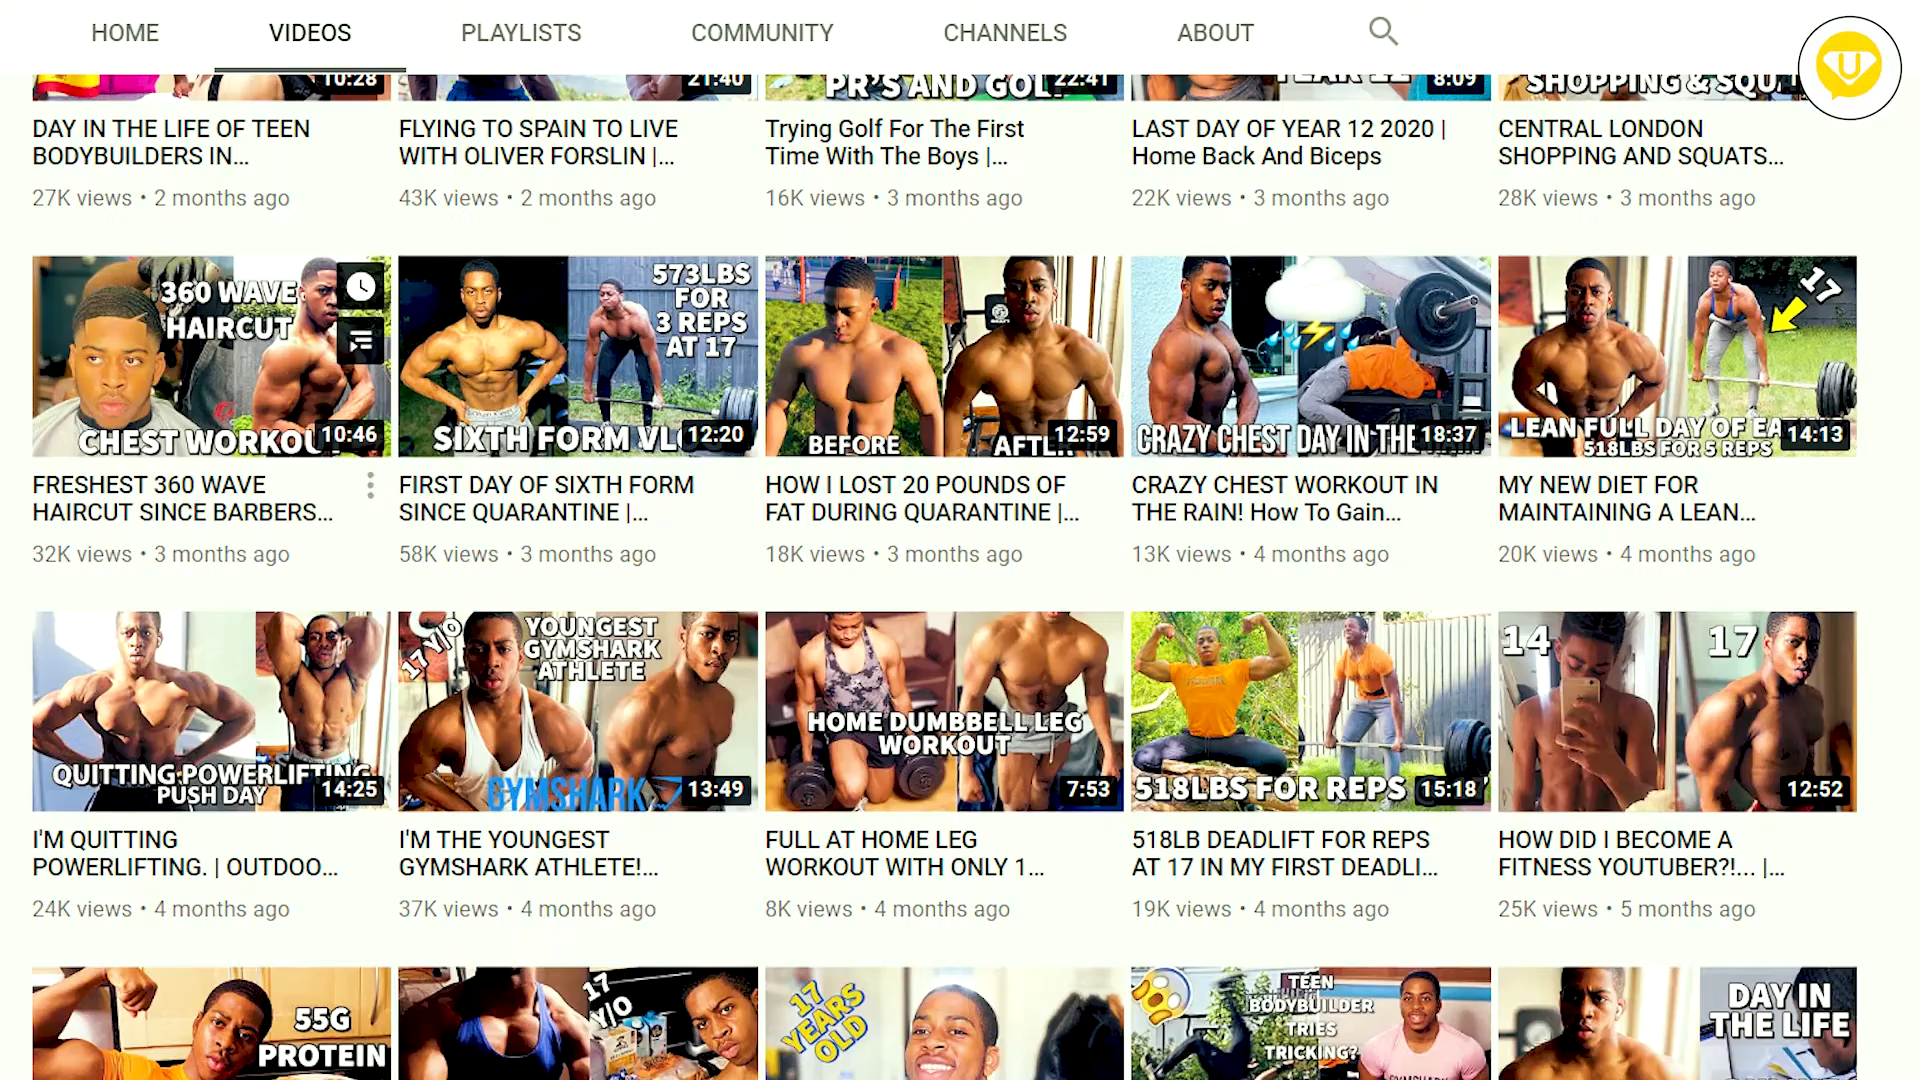 HOME VIDEOS PLAYLISTS COMMUNITY CHANNELS ABOUT
U
10:28
21:40
PR'S AND GOLF
22:41
YEAR 12
8:09
SHOPPING & SQU
DAY IN THE LIFE OF TEEN
BODYBUILDERS IN...
27K views • 2 months ago
FLYING TO SPAIN TO LIVE
WITH OLIVER FORSLIN |...
43K views • 2 months ago
Trying Golf For The First
Time With The Boys |...
16K views • 3 months ago
LAST DAY OF YEAR 12 2020 |
Home Back And Biceps
22K views • 3 months ago
CENTRAL LONDON
SHOPPING AND SQUATS...
28K views • 3 months ago
360 WAVE
HAIRCUT
CHEST WORKOU
10:46
573LBS
FOR
3 REPS
AT 17
SIXTH FORM VL
12:20
BEFORE
AFTE
12:59
CRAZY CHEST DAY IN THE
18:37
17
LEAN FULL DAY OF EA
518LBS FOR 5 REPS
14:13
FRESHEST 360 WAVE
HAIRCUT SINCE BARBERS...
32K views • 3 months ago
FIRST DAY OF SIXTH FORM
SINCE QUARANTINE |...
58K views • 3 months ago
HOW I LOST 20 POUNDS OF
FAT DURING QUARANTINE |...
18K views • 3 months ago
CRAZY CHEST WORKOUT IN
THE RAIN! How To Gain...
13K views • 4 months ago
MY NEW DIET FOR
MAINTAINING A LEAN...
20K views • 4 months ago
QUITTING POWERLIFTING
PUSH DAY
14:25
17 Y/O
YOUNGEST
GYMSHARK
ATHLETE
GYMSHARK
13:49
HOME DUMBBELL LEG
WORKOUT
7:53
518LBS FOR REPS
15:18
14
17
12:52
I'M QUITTING
POWERLIFTING. | OUTDOO...
24K views • 4 months ago
I'M THE YOUNGEST
GYMSHARK ATHLETE!...
37K views • 4 months ago
FULL AT HOME LEG
WORKOUT WITH ONLY 1...
8K views • 4 months ago
518LB DEADLIFT FOR REPS
AT 17 IN MY FIRST DEADLI...
19K views • 4 months ago
HOW DID I BECOME A
FITNESS YOUTUBER?!... |...
25K views • 5 months ago
55G
PROTEIN
17
Y/O
17
YEARS
OLD
TEEN
BODYBUILDER
TRIES
TRICKING?
GYMSHARK
DAY IN
THE LIFE